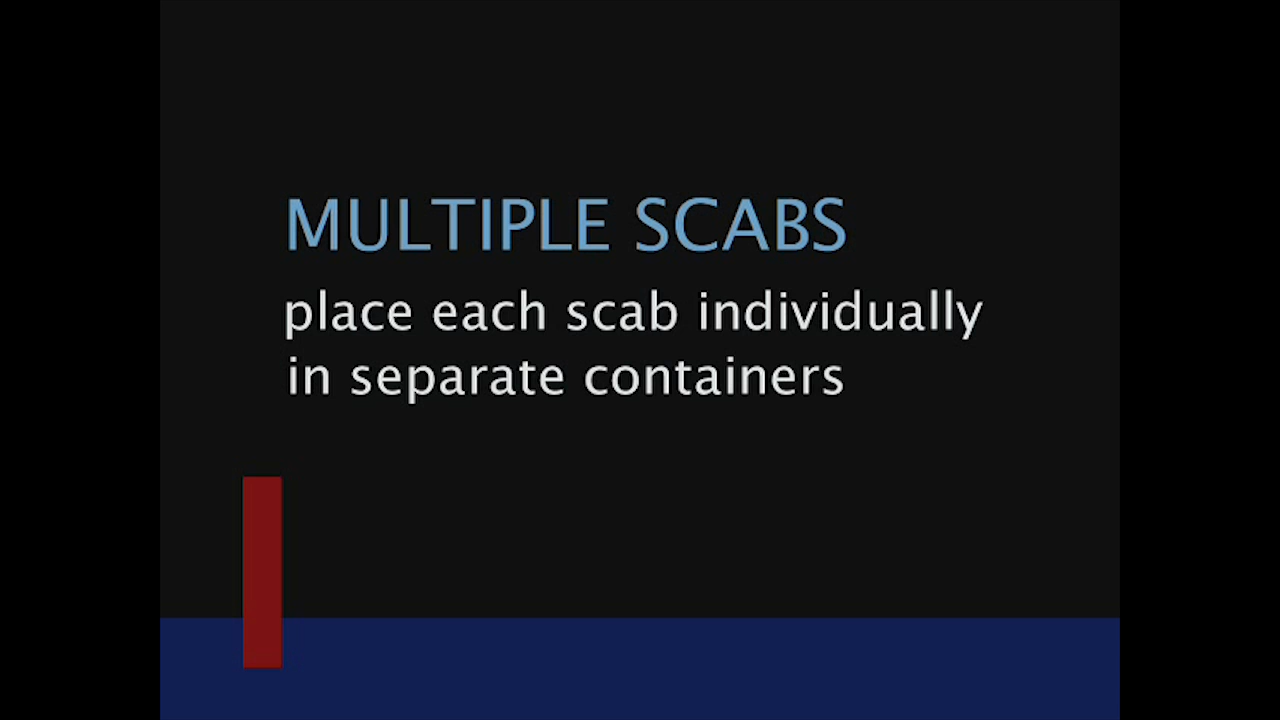 MULTIPLE SCABS
place each scab individually
in separate containers